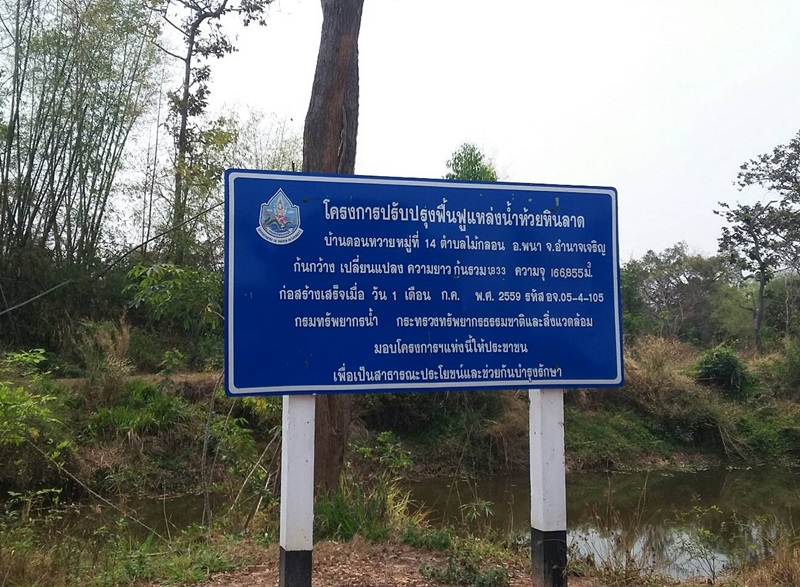 โครงการปรับปรุงฟื้นฟูแหล่งน้ำห้วยหินลาด
บ้านดอนหวายหมู่ที่ 14 ตำบลไม้กลอน อ.พนา จ.อำนาจเจริญ
ก้นกว้าง เปลี่ยนแปลง ความยาว กุ้นรวม 1,833 ความจุ 166,855 ม.³
ก่อสร้างเสร็จเมื่อ วัน 1 เดือน ก.ค. พ.ศ. 2559 รหัส อจ.05-4-105
กรมทรัพยากรน้ำ กระทรวงทรัพยากรธรรมชาติและสิ่งแวดล้อม
มอบโครงการฯแห่งนี้ให้ประชาชน
เพื่อเป็นสาธารณะประโยชน์และช่วยกันบำรุงรักษา